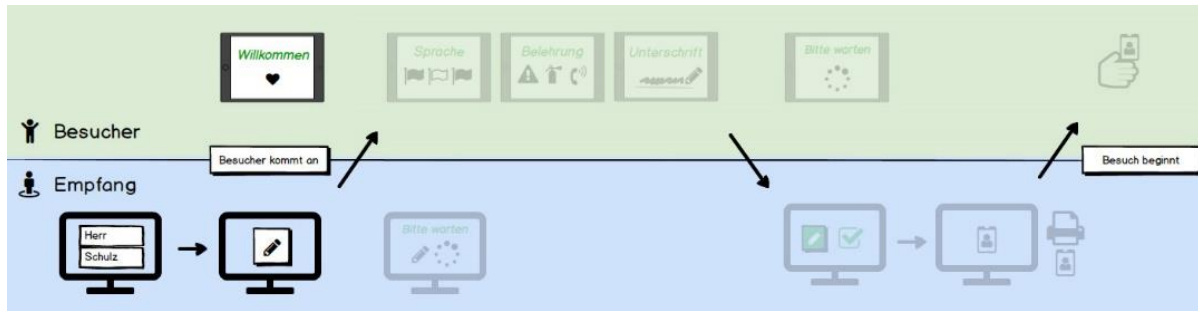 Willkommen
Sprache
Belehrung
Unterschrift
Bitte warten
Besucher
Besucher kommt an
Besuch beginnt
Empfang
Herr
Schulz
Bitte warten